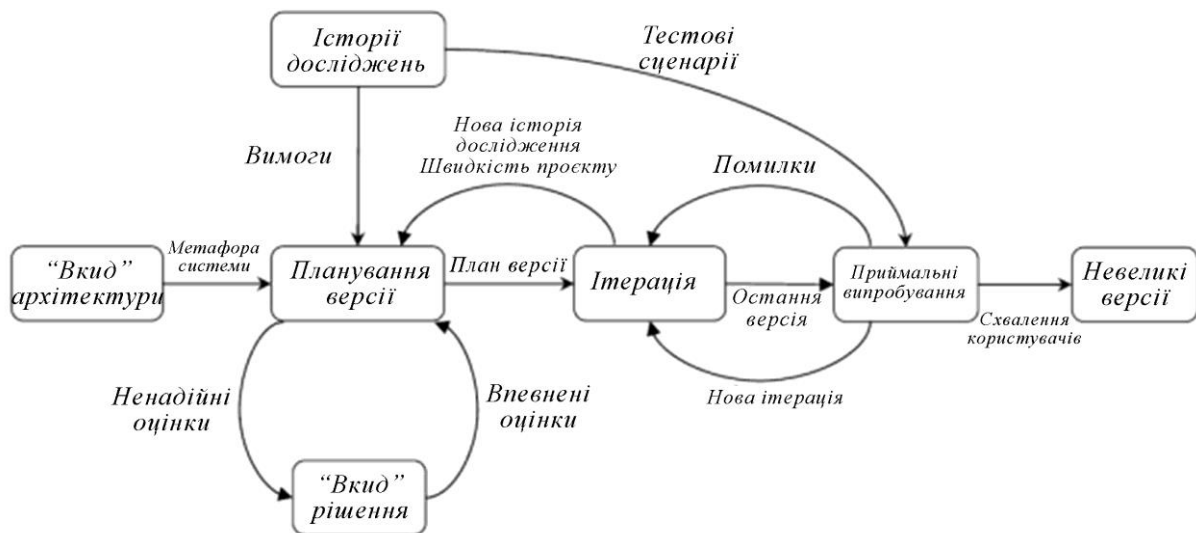 Історії
досліджень
Тестові
сценарії
Вимоги
Нова історія
дослідження
Швидкість проєкту
Помилки
“Вкид”
архітектури
Метафора
системи
Планування
версії
План версії
Ітерація
Остання
версія
Приймальні
випробування
Схвалення
користувачів
Невеликі
версії
Ненадійні
оцінки
Впевнені
оцінки
Нова ітерація
“Вкид”
рішення